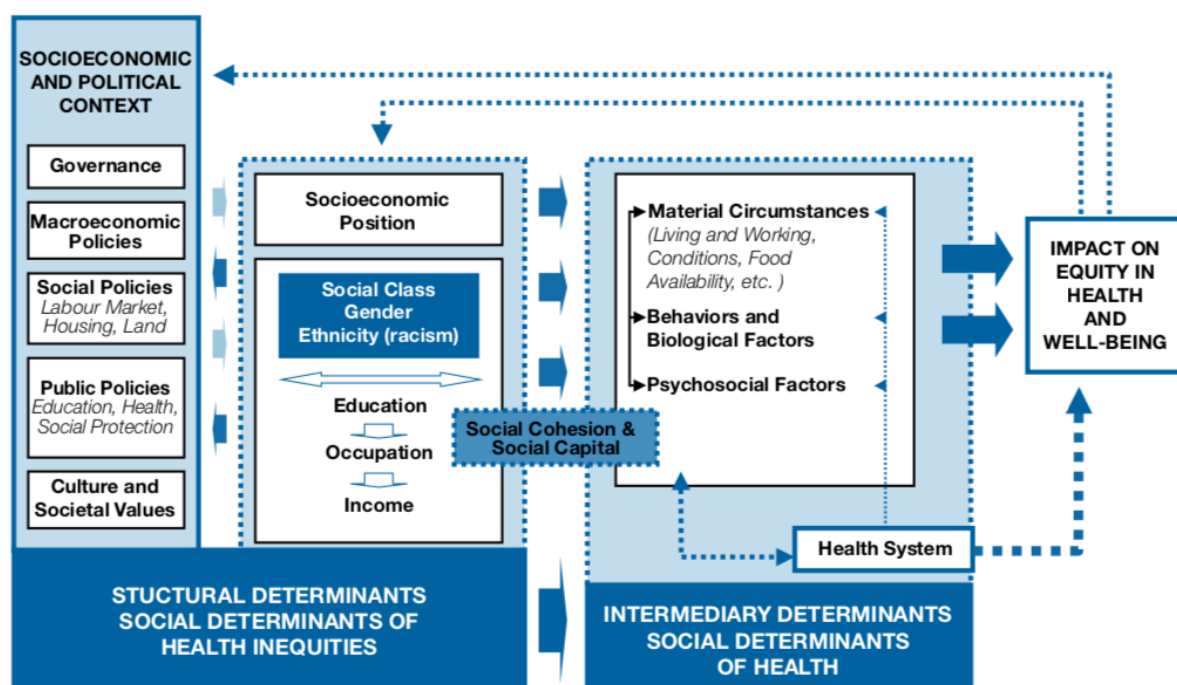 SOCIOECONOMIC
AND POLITICAL
CONTEXT
Governance
Macroeconomic
Policies
Social Policies
Labour Market,
Housing, Land
Public Policies
Education, Health,
Social Protection
Culture and
Societal Values
Socioeconomic
Position
Social Class
Gender
Ethnicity (racism)
Education
Occupation
Income
Social Cohesion &
Social Capital
Material Circumstances
(Living and Working,
Conditions, Food
Availability, etc. )
Behaviors and
Biological Factors
Psychosocial Factors
Health System
IMPACT ON
EQUITY IN
HEALTH
AND
WELL-BEING
STUCTURAL DETERMINANTS
SOCIAL DETERMINANTS OF
HEALTH INEQUITIES
INTERMEDIARY DETERMINANTS
SOCIAL DETERMINANTS
OF HEALTH